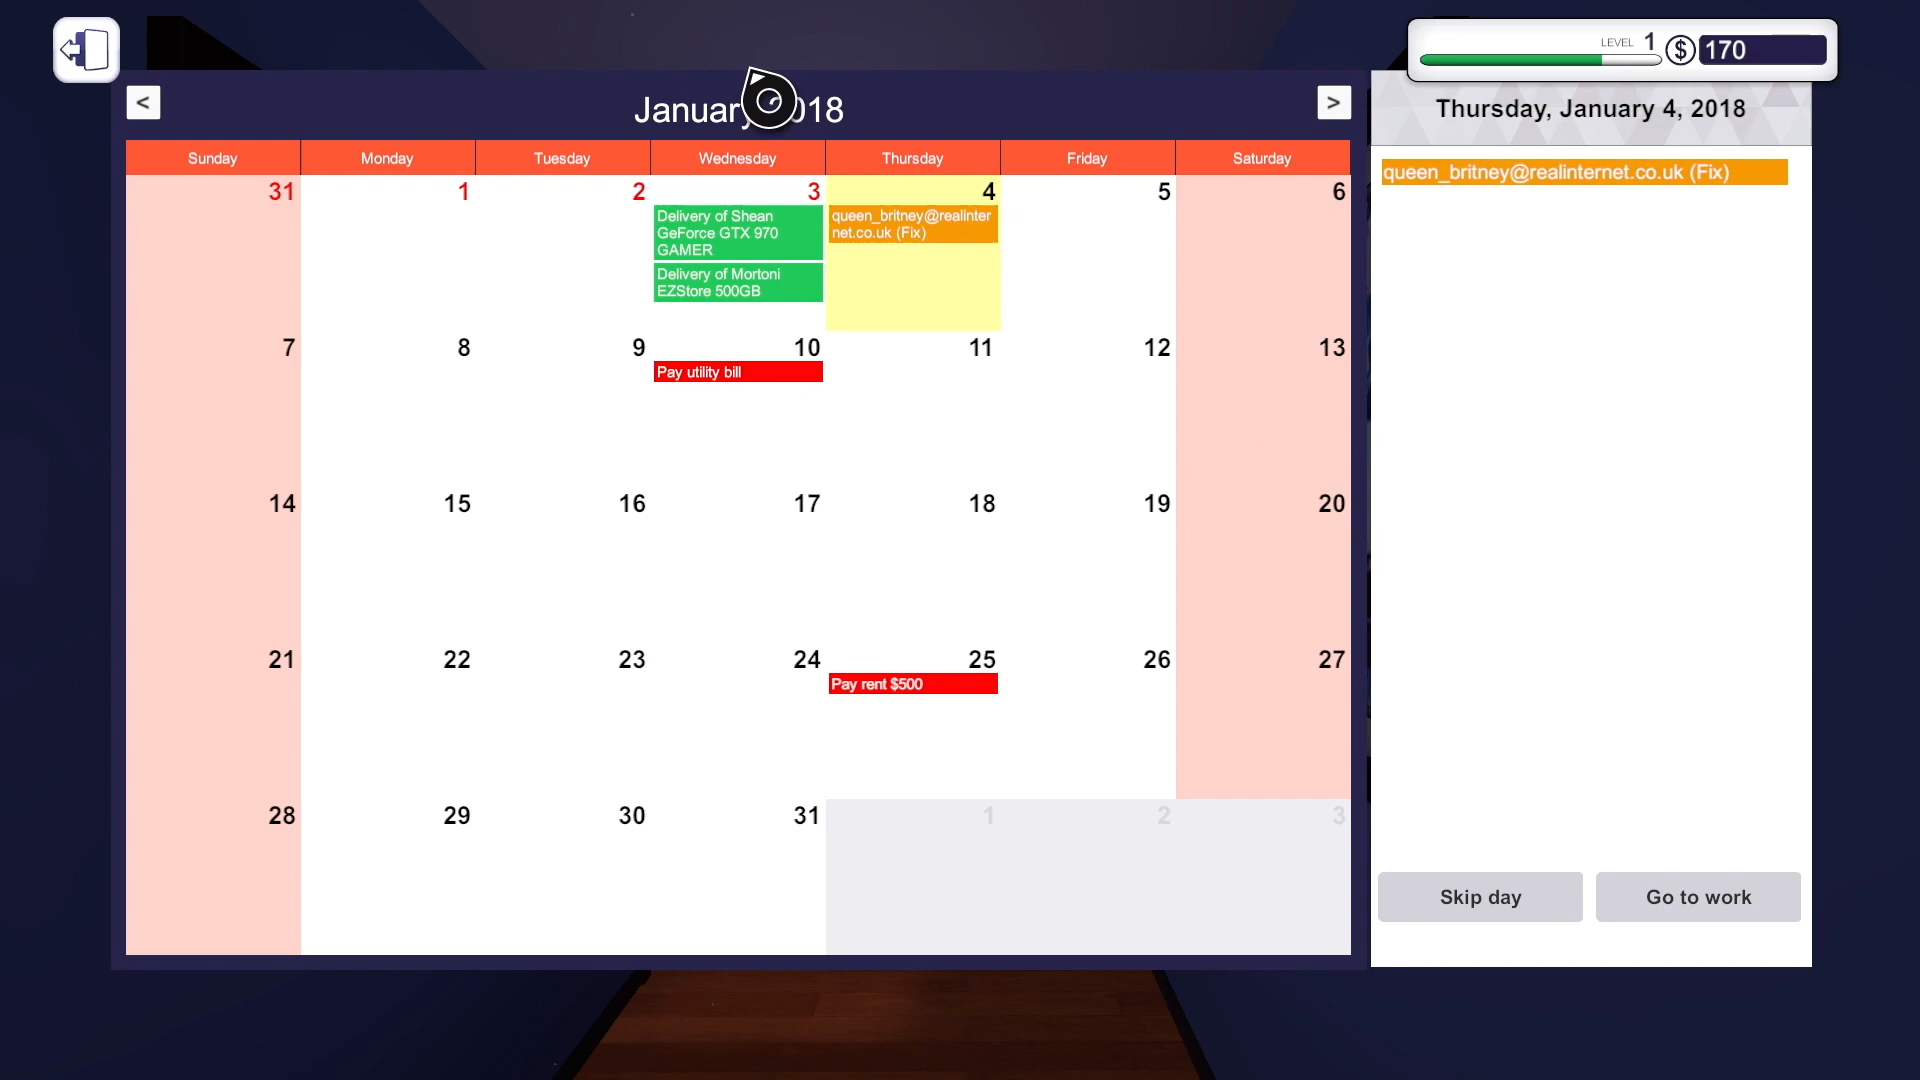 LEVEL 1
170
< January 2018 >
Thursday, January 4, 2018
Sunday Monday Tuesday Wednesday Thursday Friday Saturday
31 1 2 3 4 5 6
Delivery of Shean
GeForce GTX 970
GAMER
Delivery of Mortoni
EZStore 500GB
queen_britney@realinter
net.co.uk (Fix)
7 8 9 10 11 12 13
Pay utility bill
14 15 16 17 18 19 20
21 22 23 24 25 26 27
Pay rent $500
28 29 30 31 1 2 3
queen_britney@realinternet.co.uk (Fix)
Skip day
Go to work